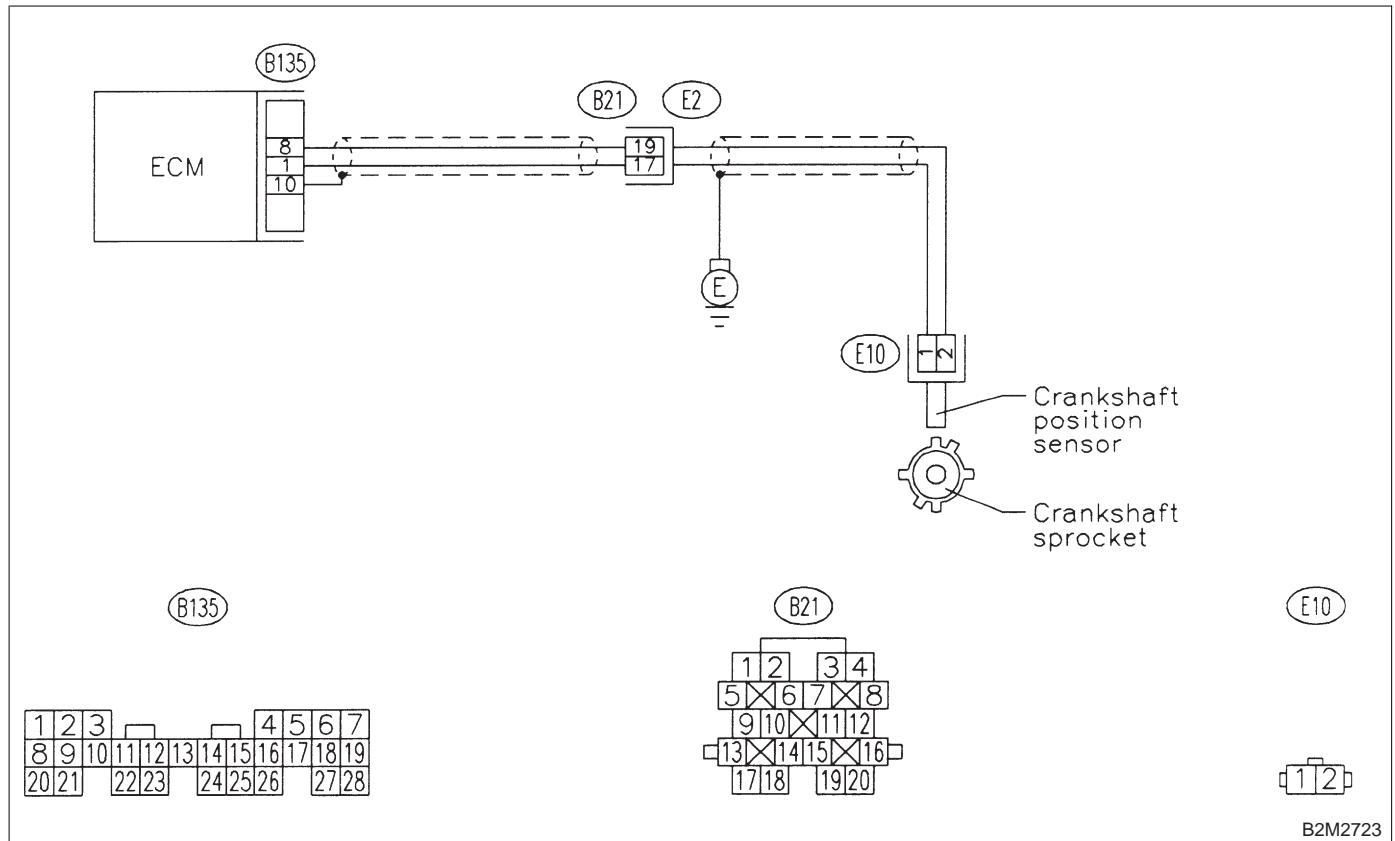 B135
B21 E2
8
1
10
ECM
19
17
E
E10
1 2
Crankshaft
position
sensor
Crankshaft
sprocket
B135
B21
E10
1 2 3 4 5 6 7
8 9 10 11 12 13 14 15 16 17 18 19
20 21 22 23 24 25 26 27 28
1 2 3 4
5 6 7 8
9 10 11 12
13 14 15 16
17 18 19 20
1 2
B2M2723